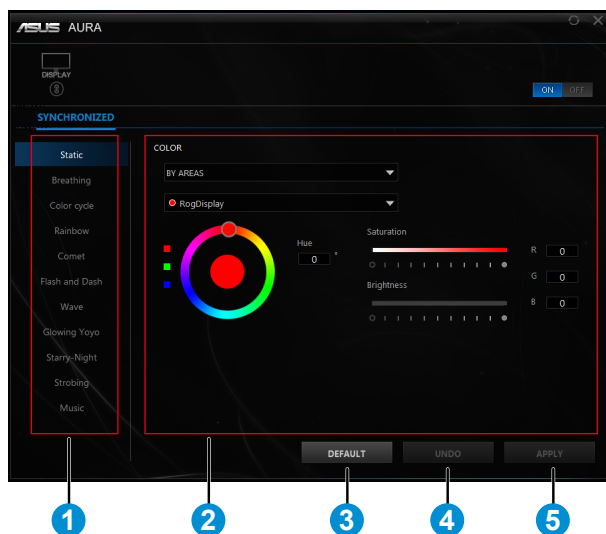 ASUS AURA
DISPLAY
ON OFF
SYNCHRONIZED
Static
Breathing
Color cycle
Rainbow
Comet
Flash and Dash
Wave
Glowing Yoyo
Starry-Night
Strobing
Music
COLOR
BY AREAS
RogDisplay
Hue
0 °
Saturation
Brightness
R 0
G 0
B 0
DEFAULT UNDO APPLY
1 2 3 4 5